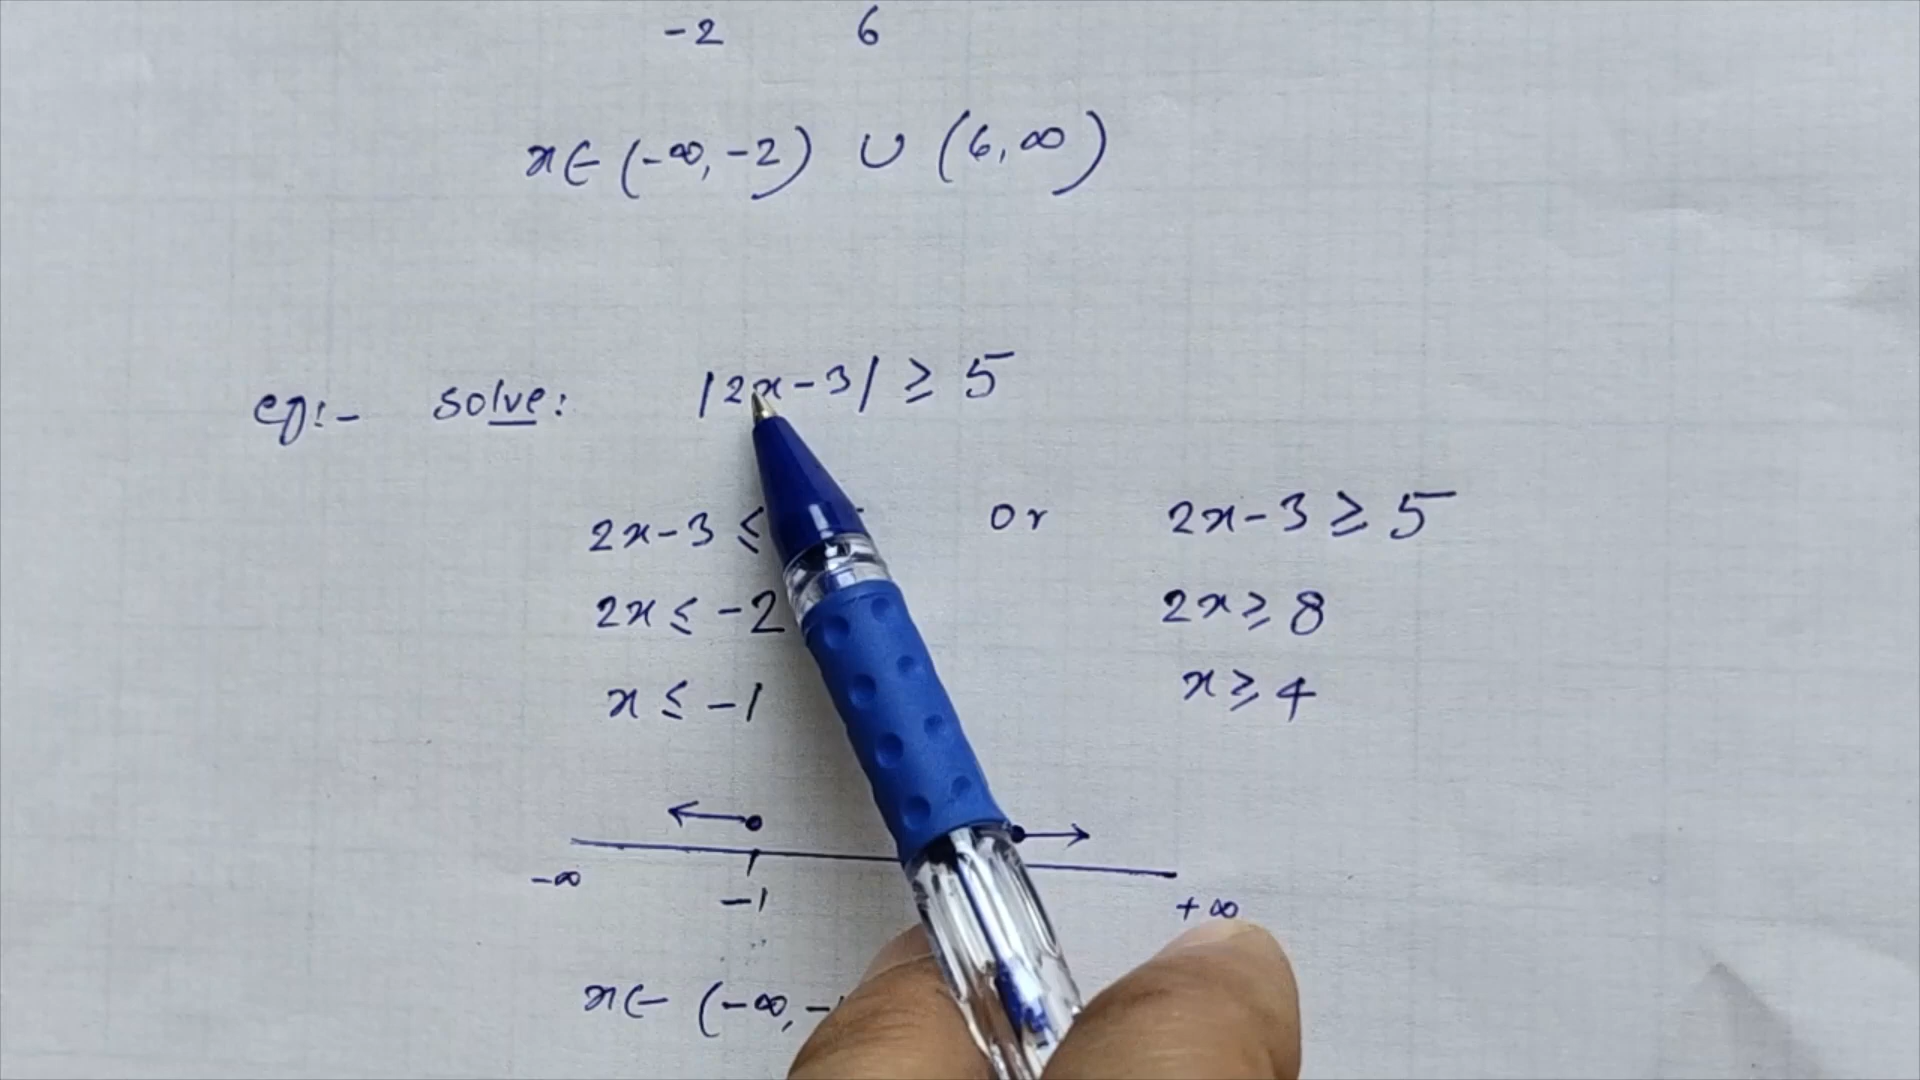 -2 6
x∈ (-∞, -2) ∪ (6, ∞)
eg:- solve: |2x-3| ≥ 5
2x-3 ≤ or 2x-3 ≥ 5
2x ≤ -2 2x ≥ 8
x ≤ -1 x ≥ 4
-∞ -1 +∞
x∈ (-∞, -